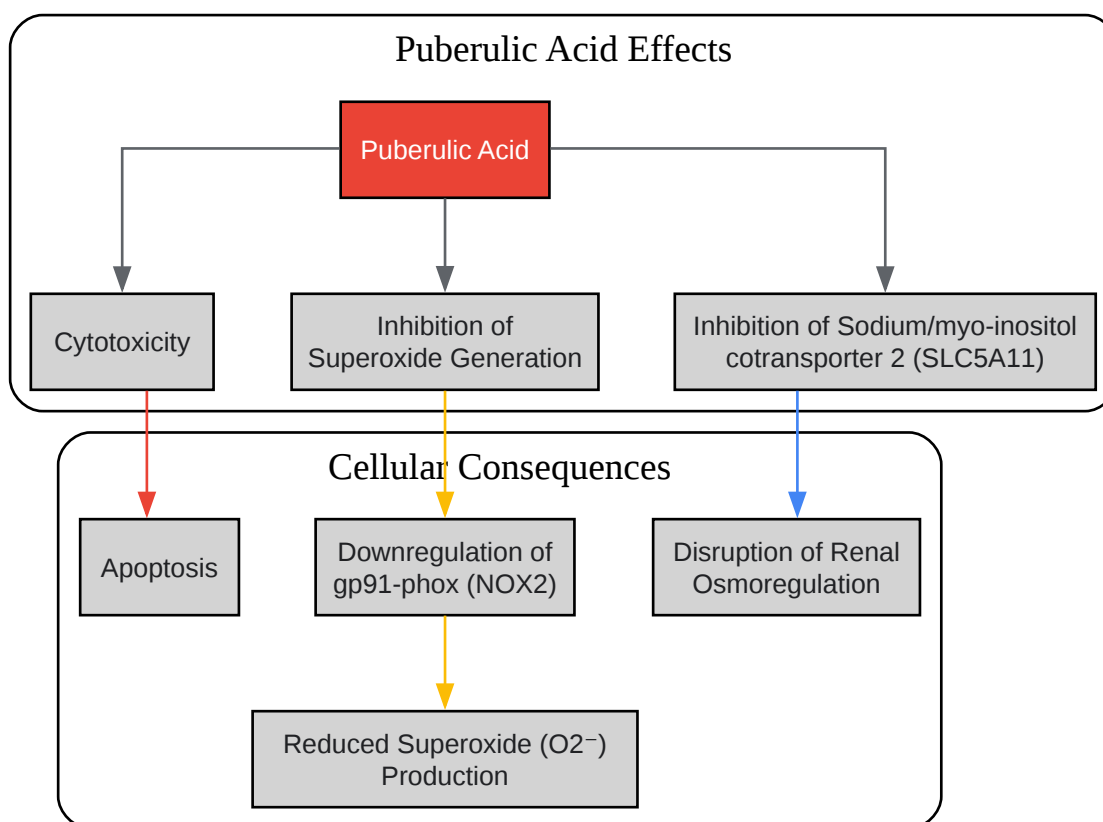 Puberulic Acid Effects
Puberulic Acid
Cytotoxicity
Inhibition of
Superoxide Generation
Inhibition of Sodium/myo-inositol
cotransporter 2 (SLC5A11)
Cellular Consequences
Apoptosis
Downregulation of
gp91-phox (NOX2)
Disruption of Renal
Osmoregulation
Reduced Superoxide (O2⁻)
Production